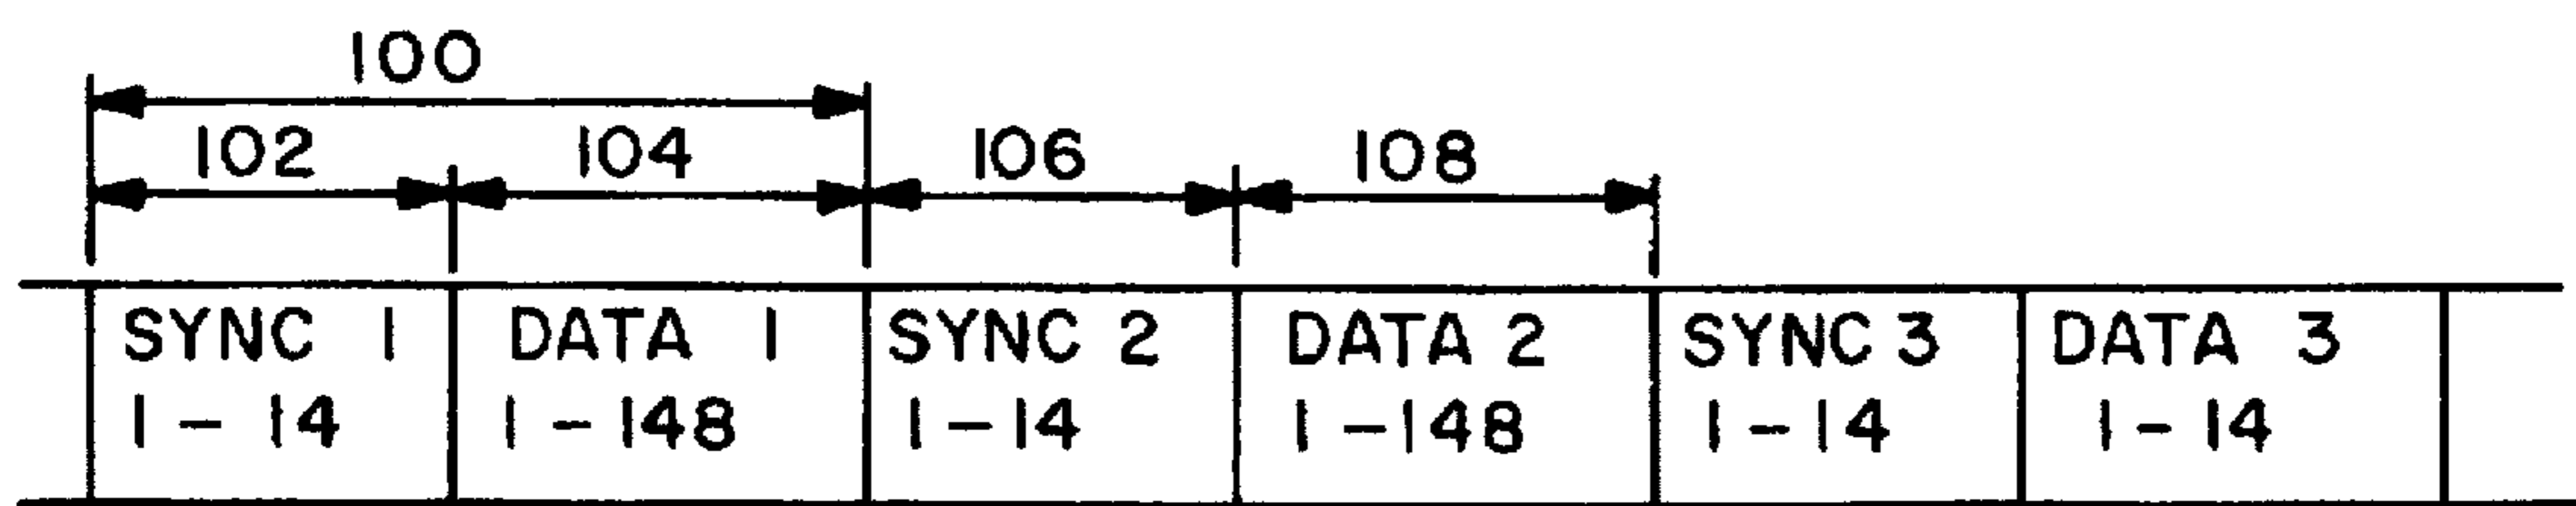 100
102 104 106 108
SYNC 1 DATA 1 SYNC 2 DATA 2 SYNC 3 DATA 3
1-14 1-148 1-14 1-148 1-14 1-14